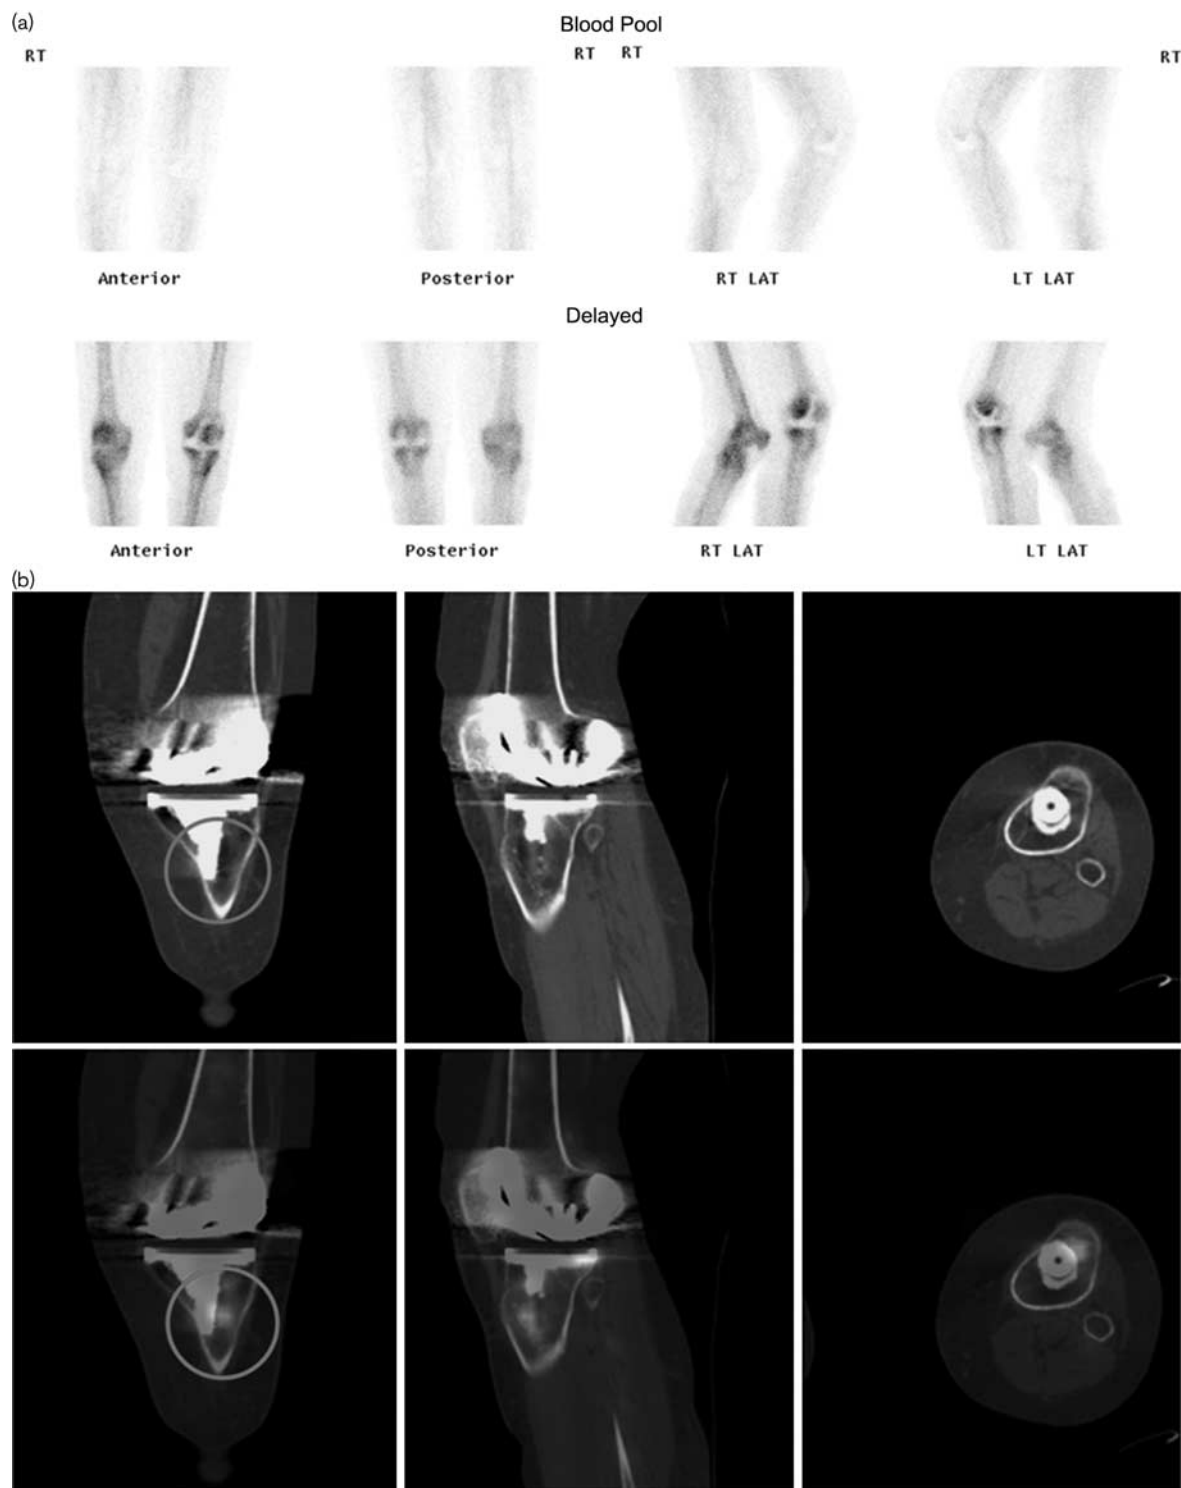 (a)
Blood Pool
RT RT RT RT
Anterior Posterior RT LAT LT LAT
Delayed
Anterior Posterior RT LAT LT LAT
(b)